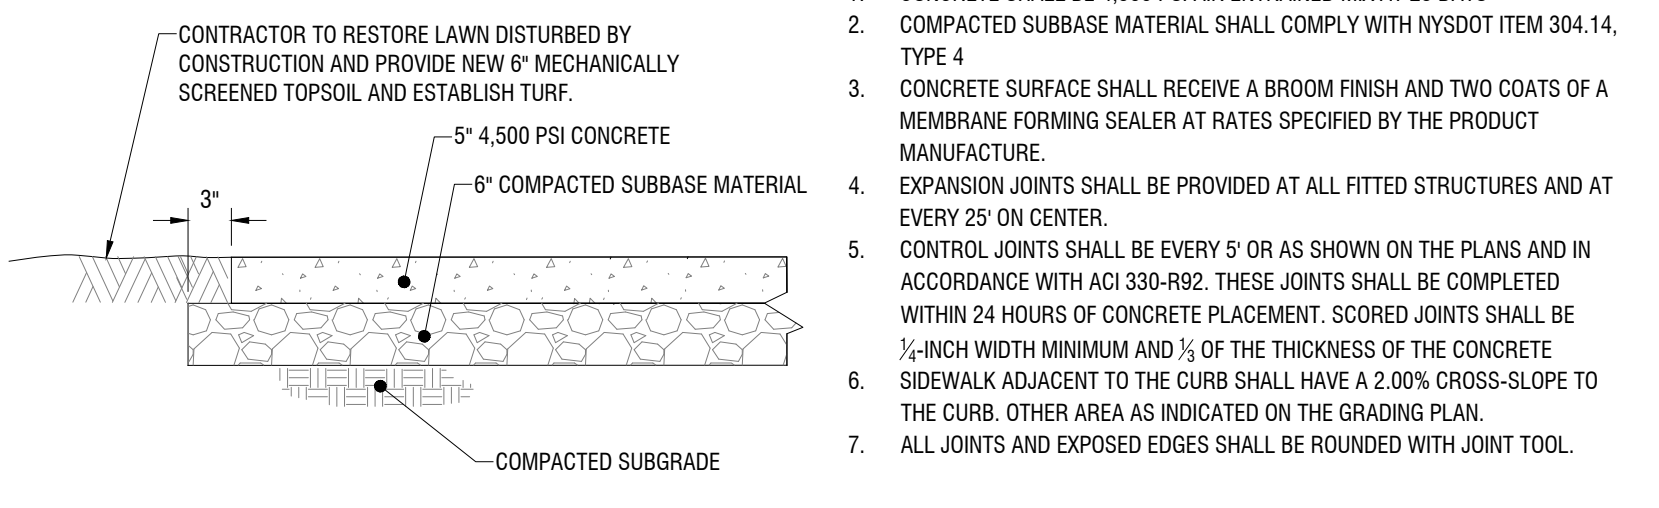 CONTRACTOR TO RESTORE LAWN DISTURBED BY
CONSTRUCTION AND PROVIDE NEW 6" MECHANICALLY
SCREENED TOPSOIL AND ESTABLISH TURF.
5" 4,500 PSI CONCRETE
6" COMPACTED SUBBASE MATERIAL
3"
COMPACTED SUBGRADE
2. COMPACTED SUBBASE MATERIAL SHALL COMPLY WITH NYSDOT ITEM 304.14,
TYPE 4
3. CONCRETE SURFACE SHALL RECEIVE A BROOM FINISH AND TWO COATS OF A
MEMBRANE FORMING SEALER AT RATES SPECIFIED BY THE PRODUCT
MANUFACTURE.
4. EXPANSION JOINTS SHALL BE PROVIDED AT ALL FITTED STRUCTURES AND AT
EVERY 25' ON CENTER.
5. CONTROL JOINTS SHALL BE EVERY 5' OR AS SHOWN ON THE PLANS AND IN
ACCORDANCE WITH ACI 330-R92. THESE JOINTS SHALL BE COMPLETED
WITHIN 24 HOURS OF CONCRETE PLACEMENT. SCORED JOINTS SHALL BE
1/4-INCH WIDTH MINIMUM AND 1/3 OF THE THICKNESS OF THE CONCRETE
6. SIDEWALK ADJACENT TO THE CURB SHALL HAVE A 2.00% CROSS-SLOPE TO
THE CURB. OTHER AREA AS INDICATED ON THE GRADING PLAN.
7. ALL JOINTS AND EXPOSED EDGES SHALL BE ROUNDED WITH JOINT TOOL.